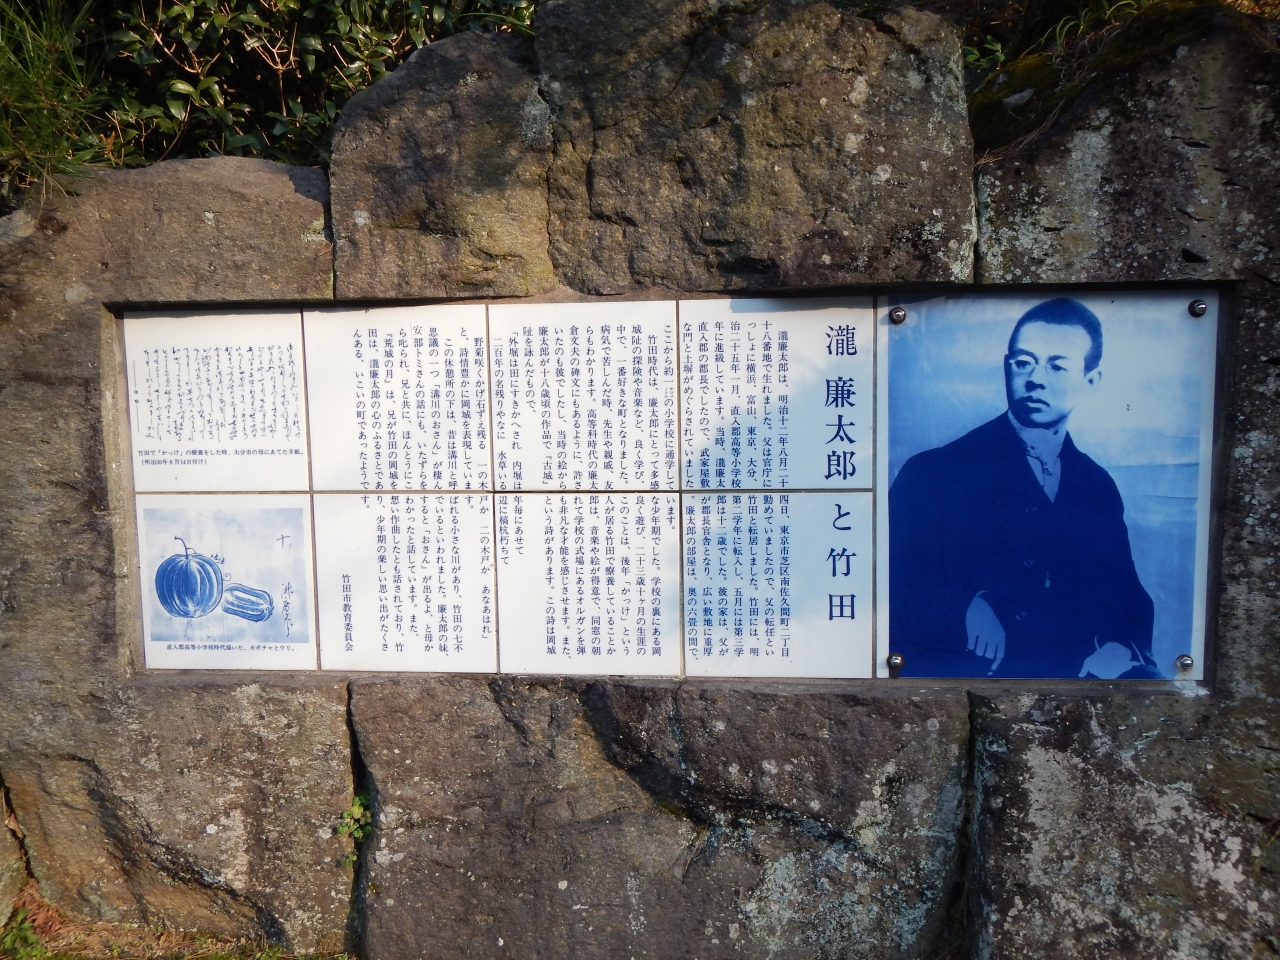 瀧 廉太郎と竹田
瀧廉太郎は、明治十二年八月二十四日、東京市芝区南佐久間町二丁目
十八番地で生れました。父は官庁に勤めていましたので、父の転任とい
っしょに横浜、富山、東京、大分、竹田と転居しました。竹田には、明
治二十五年一月、直入郡高等小学校第二学年に転入し、五月には第三学
年に進級しています。当時、瀧廉太郎は十二歳でした。彼の家は、父が
直入郡の郡長でしたので、武家屋敷が郡長官舎となり、広い敷地に重厚
な門と土塀がめぐらされていました。廉太郎の部屋は、奥の六畳の間で、
ここから約一の小学校に通学しています。
竹田時代は、廉太郎にとって多感な少年期でした。学校の裏にある岡
城趾の探険や音楽など、良く学び、良く遊び、二十三歳十ヶ月の生涯の
中で、一番好きな町となりました。このことは、後年「かっけ」という
病気で苦しんだ時、先生や親戚、友人が居る竹田で療養していることか
らもわかります。高等科時代の廉太郎は、音楽や絵が得意で、同窓の朝
倉文夫の碑文にもあるように、許されて学校の式場にあるオルガンを弾
いたのも彼でしたし、当時の絵からも非凡な才能を感じさせます。また、
廉太郎が十八歳頃の作品で「古城」という詩があります。この詩は岡城
趾を詠んだもので、
「外堀は田にすきかへされ 内堀は年毎にあせて
二百年の名残りやなに 水草いる辺に槁杭朽ちて
野菊咲くかげ石ずえ残る 一の木戸か 二の木戸か あなあはれ」
と、詩情豊かに岡城を表現しています。
この休憩所の下は、昔は溝川と呼ばれる小さな川があり、竹田の七不
思議の一つ「溝川のおさん」が棲んでいるといわれました。廉太郎の妹、
安部トミさんの話にも、いたずらをすると「おさん」が出るよ、と母か
ら叱られ、兄と共に、ほんとうにこわかったと話しています。また、
「荒城の月」は、兄が竹田の岡城を想い作曲したとも話されており、竹
田は、瀧廉太郎の心のふるさとであり、少年期の楽しい思い出がたくさ
んある、いこいの町であったようです。
竹田市教育委員会
竹田で「かっけ」の療養をした時、大分市の母にあてた手紙。
(明治30年8月14日付け)
直入郡高等小学校時代描いた、カボチャとウリ。